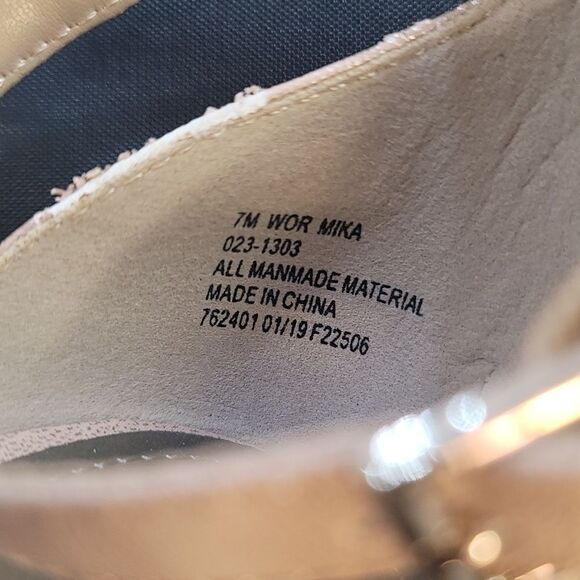 7M WOR MIKA
023-1303
ALL MANMADE MATERIAL
MADE IN CHINA
762401 01/19 F22506